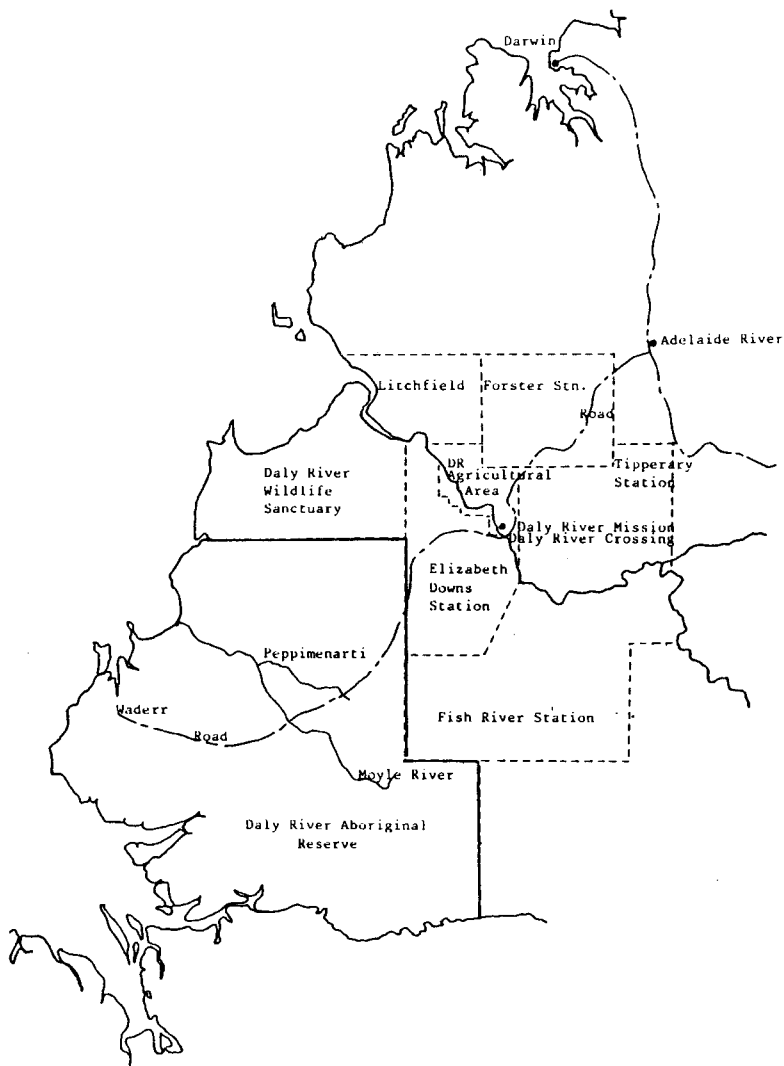 Darwin
Adelaide River
Litchfield
Forster Stn.
Road
DR
Agricultural
Area
Tipperary
Station
Daly River
Wildlife
Sanctuary
Daly River Mission
Daly River Crossing
Elizabeth
Downs
Station
Peppimenarti
Waderr
Road
Fish River Station
Moyle River
Daly River Aboriginal
Reserve